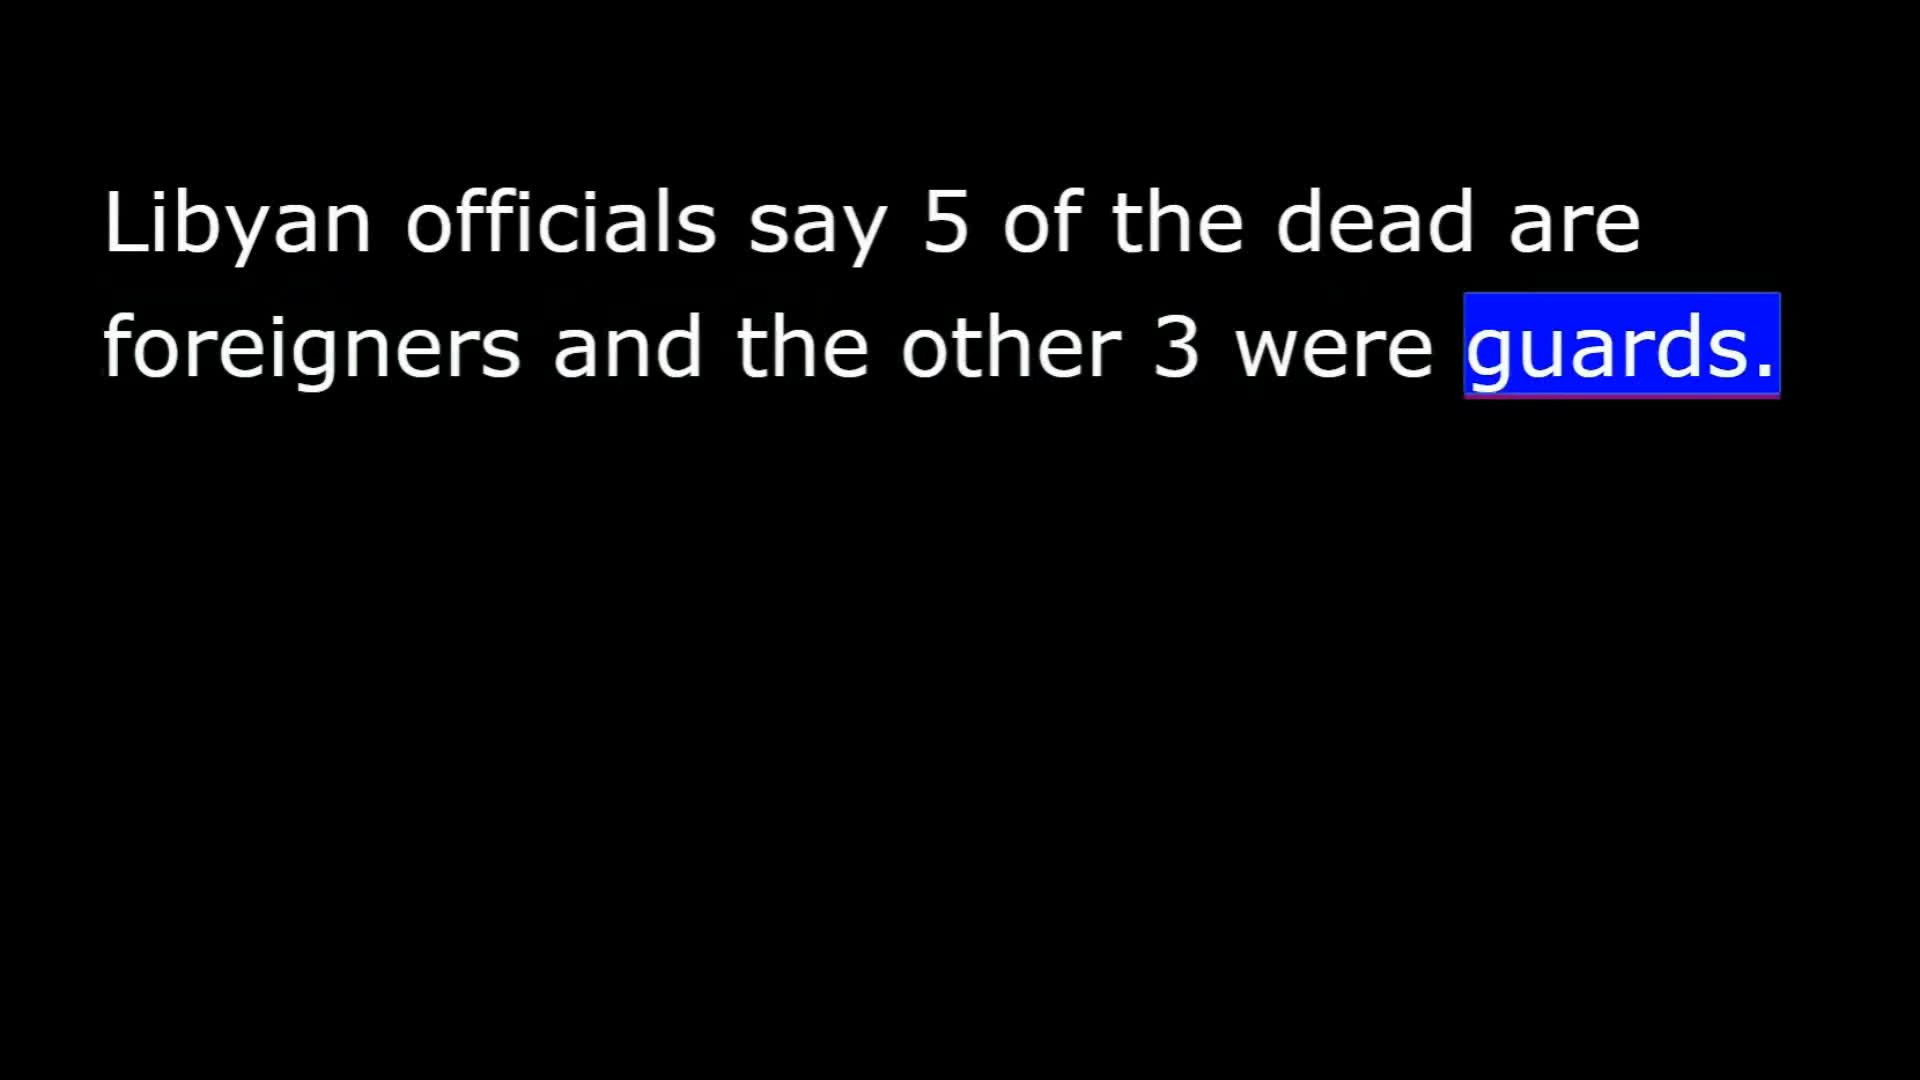 Libyan officials say 5 of the dead are
foreigners and the other 3 were guards.